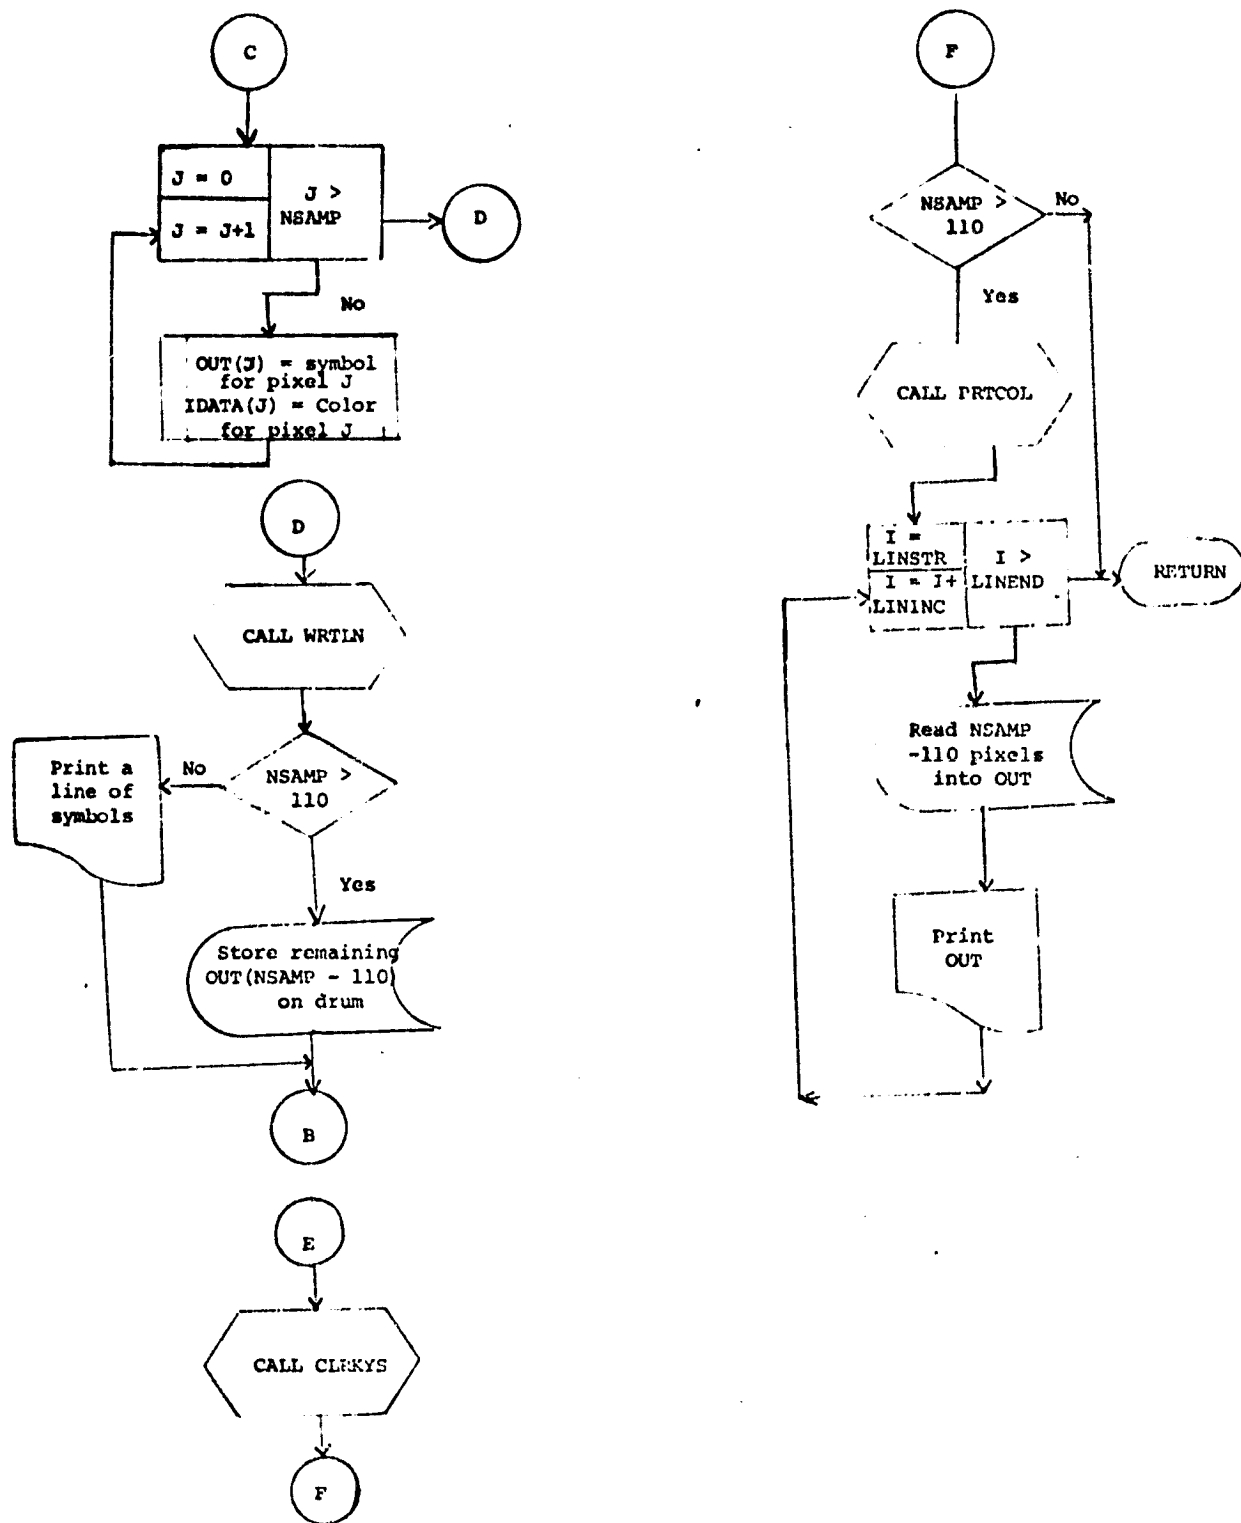 C
J = 0
J = J+1
J >
NSAMP
D
No
OUT(J) = symbol
for pixel J
IDATA(J) = Color
for pixel J
D
CALL WRTLN
NSAMP >
110
No
Print a
line of
symbols
Yes
Store remaining
OUT(NSAMP - 110)
on drum
B
E
CALL CLRKYS
F
F
NSAMP >
110
No
Yes
CALL PRTCOL
I =
LINSTR
I = I+
LININC
I >
LINEND
RETURN
Read NSAMP
-110 pixels
into OUT
Print
OUT